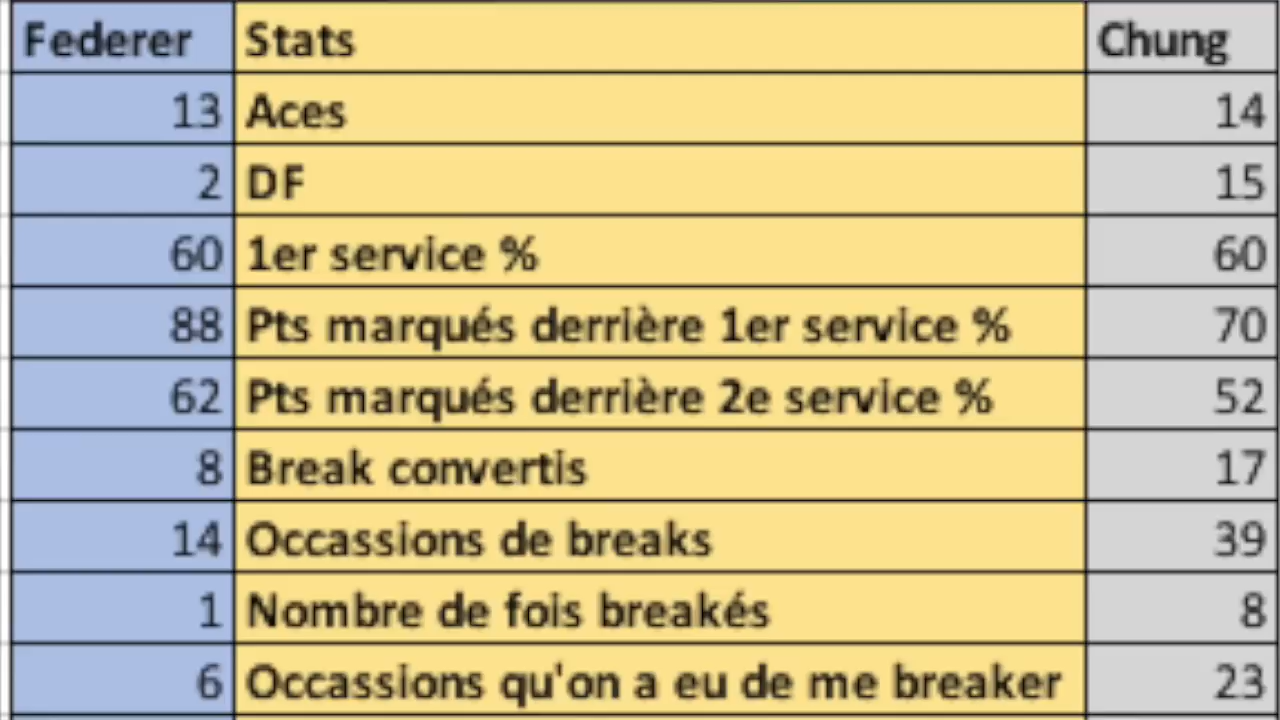 Federer Stats Chung
13 Aces 14
2 DF 15
60 1er service % 60
88 Pts marqués derrière 1er service % 70
62 Pts marqués derrière 2e service % 52
8 Break convertis 17
14 Occassions de breaks 39
1 Nombre de fois breakés 8
6 Occassions qu'on a eu de me breaker 23